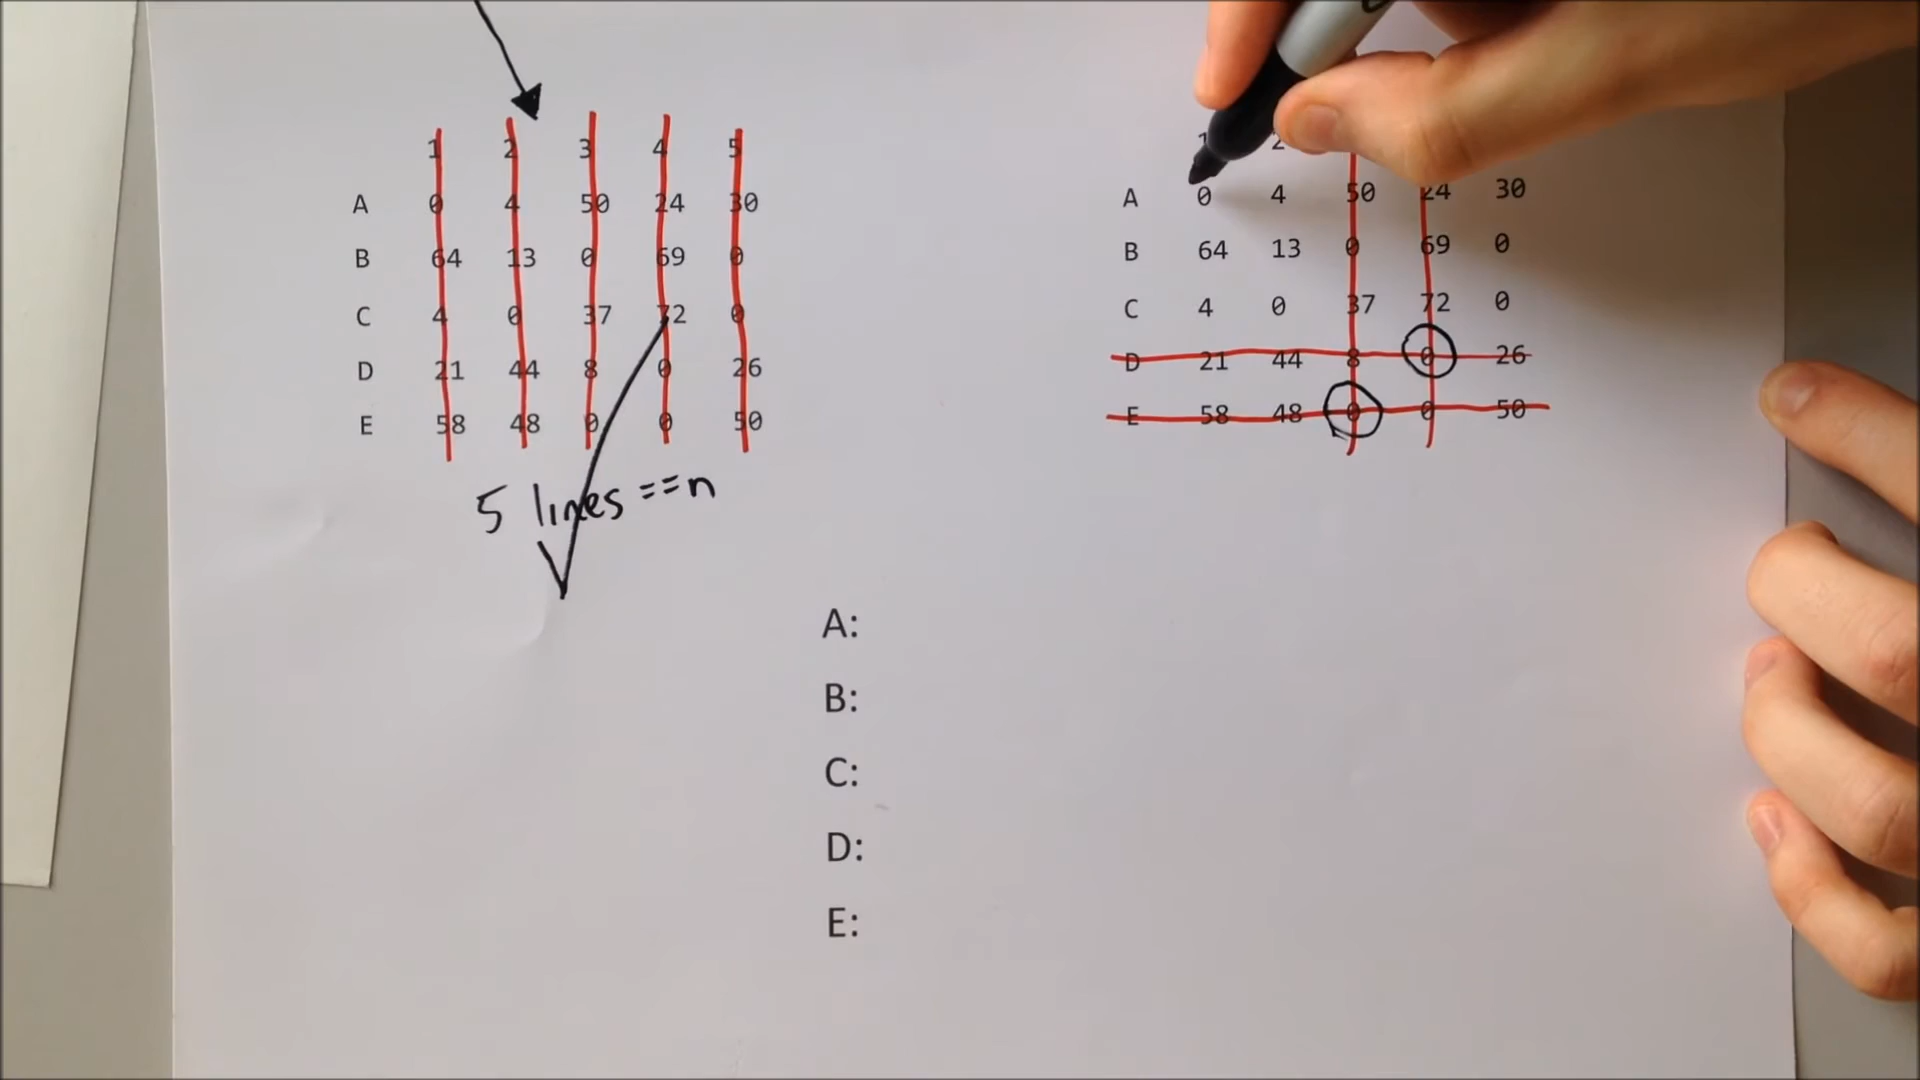 1 2 3 4 5
A 0 4 50 24 30
B 64 13 0 69 0
C 4 0 37 72 0
D 21 44 8 0 26
E 58 48 0 0 50
5 lines ==n
1 2
A 0 4 50 24 30
B 64 13 0 69 0
C 4 0 37 72 0
D 21 44 8 0 26
E 58 48 0 0 50
A:
B:
C:
D:
E: